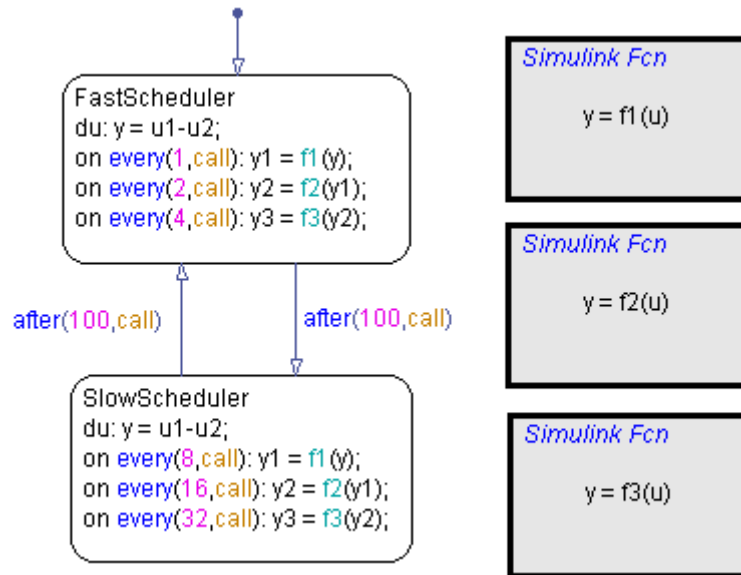 FastScheduler
du: y = u1-u2;
on every(1,call): y1 = f1(y);
on every(2,call): y2 = f2(y1);
on every(4,call): y3 = f3(y2);
after(100,call)
after(100,call)
SlowScheduler
du: y = u1-u2;
on every(8,call): y1 = f1(y);
on every(16,call): y2 = f2(y1);
on every(32,call): y3 = f3(y2);
Simulink Fcn
y = f1(u)
Simulink Fcn
y = f2(u)
Simulink Fcn
y = f3(u)